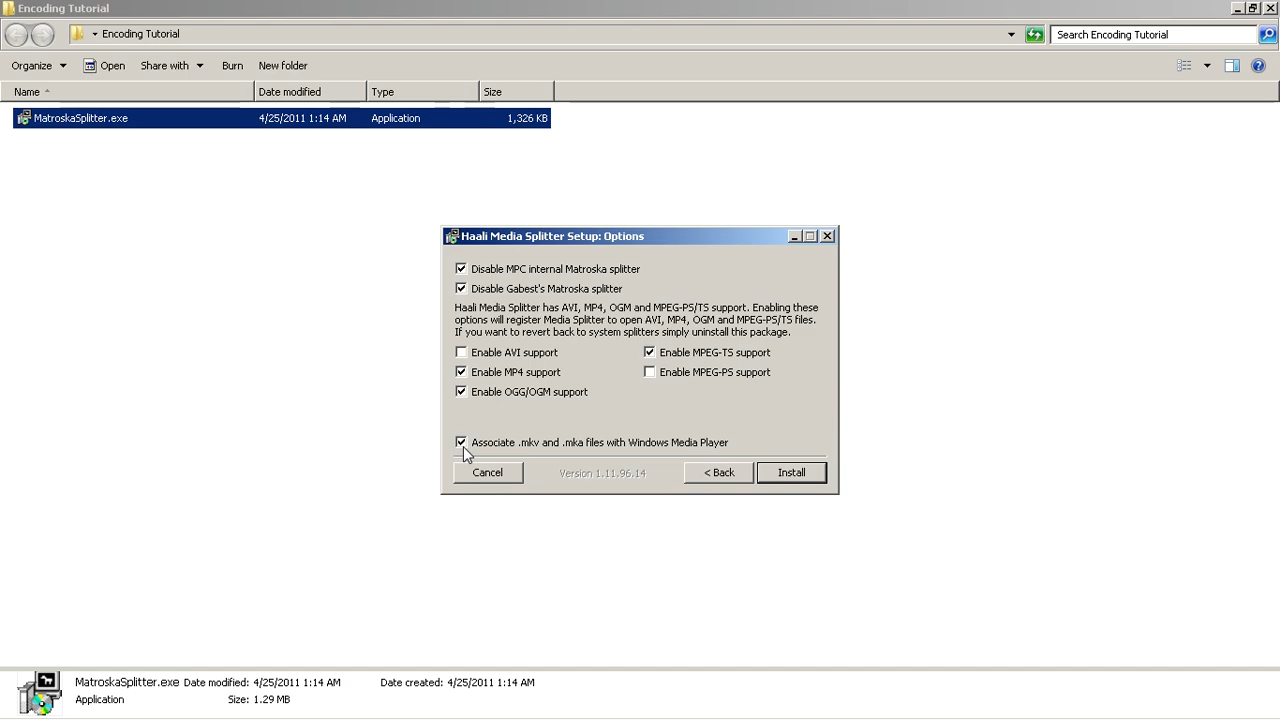 Encoding Tutorial
Encoding Tutorial
Search Encoding Tutorial
Organize Open Share with Burn New folder
Name Date modified Type Size
MatroskaSplitter.exe 4/25/2011 1:14 AM Application 1,326 KB
Haali Media Splitter Setup: Options
Disable MPC internal Matroska splitter
Disable Gabest's Matroska splitter
Haali Media Splitter has AVI, MP4, OGM and MPEG-PS/TS support. Enabling these
options will register Media Splitter to open AVI, MP4, OGM and MPEG-PS/TS files.
If you want to revert back to system splitters simply uninstall this package.
Enable AVI support Enable MPEG-TS support
Enable MP4 support Enable MPEG-PS support
Enable OGG/OGM support
Associate .mkv and .mka files with Windows Media Player
Cancel Version 1.11.96.14 < Back Install
MatroskaSplitter.exe Date modified: 4/25/2011 1:14 AM Date created: 4/25/2011 1:14 AM
Application Size: 1.29 MB